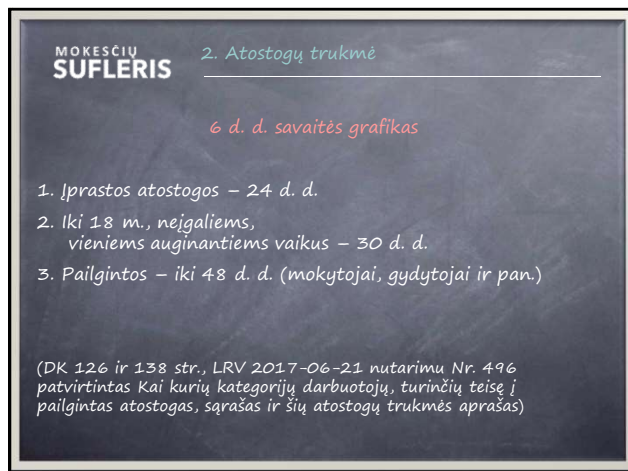 MOKESČIŲ
SUFLERIS
2. Atostogų trukmė
6 d. d. savaitės grafikas
1. Įprastos atostogos – 24 d. d.
2. Iki 18 m., neįgaliems,
vieniems auginantiems vaikus – 30 d. d.
3. Pailgintos – iki 48 d. d. (mokytojai, gydytojai ir pan.)
(DK 126 ir 138 str., LRV 2017-06-21 nutarimu Nr. 496
patvirtintas Kai kurių kategorijų darbuotojų, turinčių teisę į
pailgintas atostogas, sąrašas ir šių atostogų trukmės aprašas)